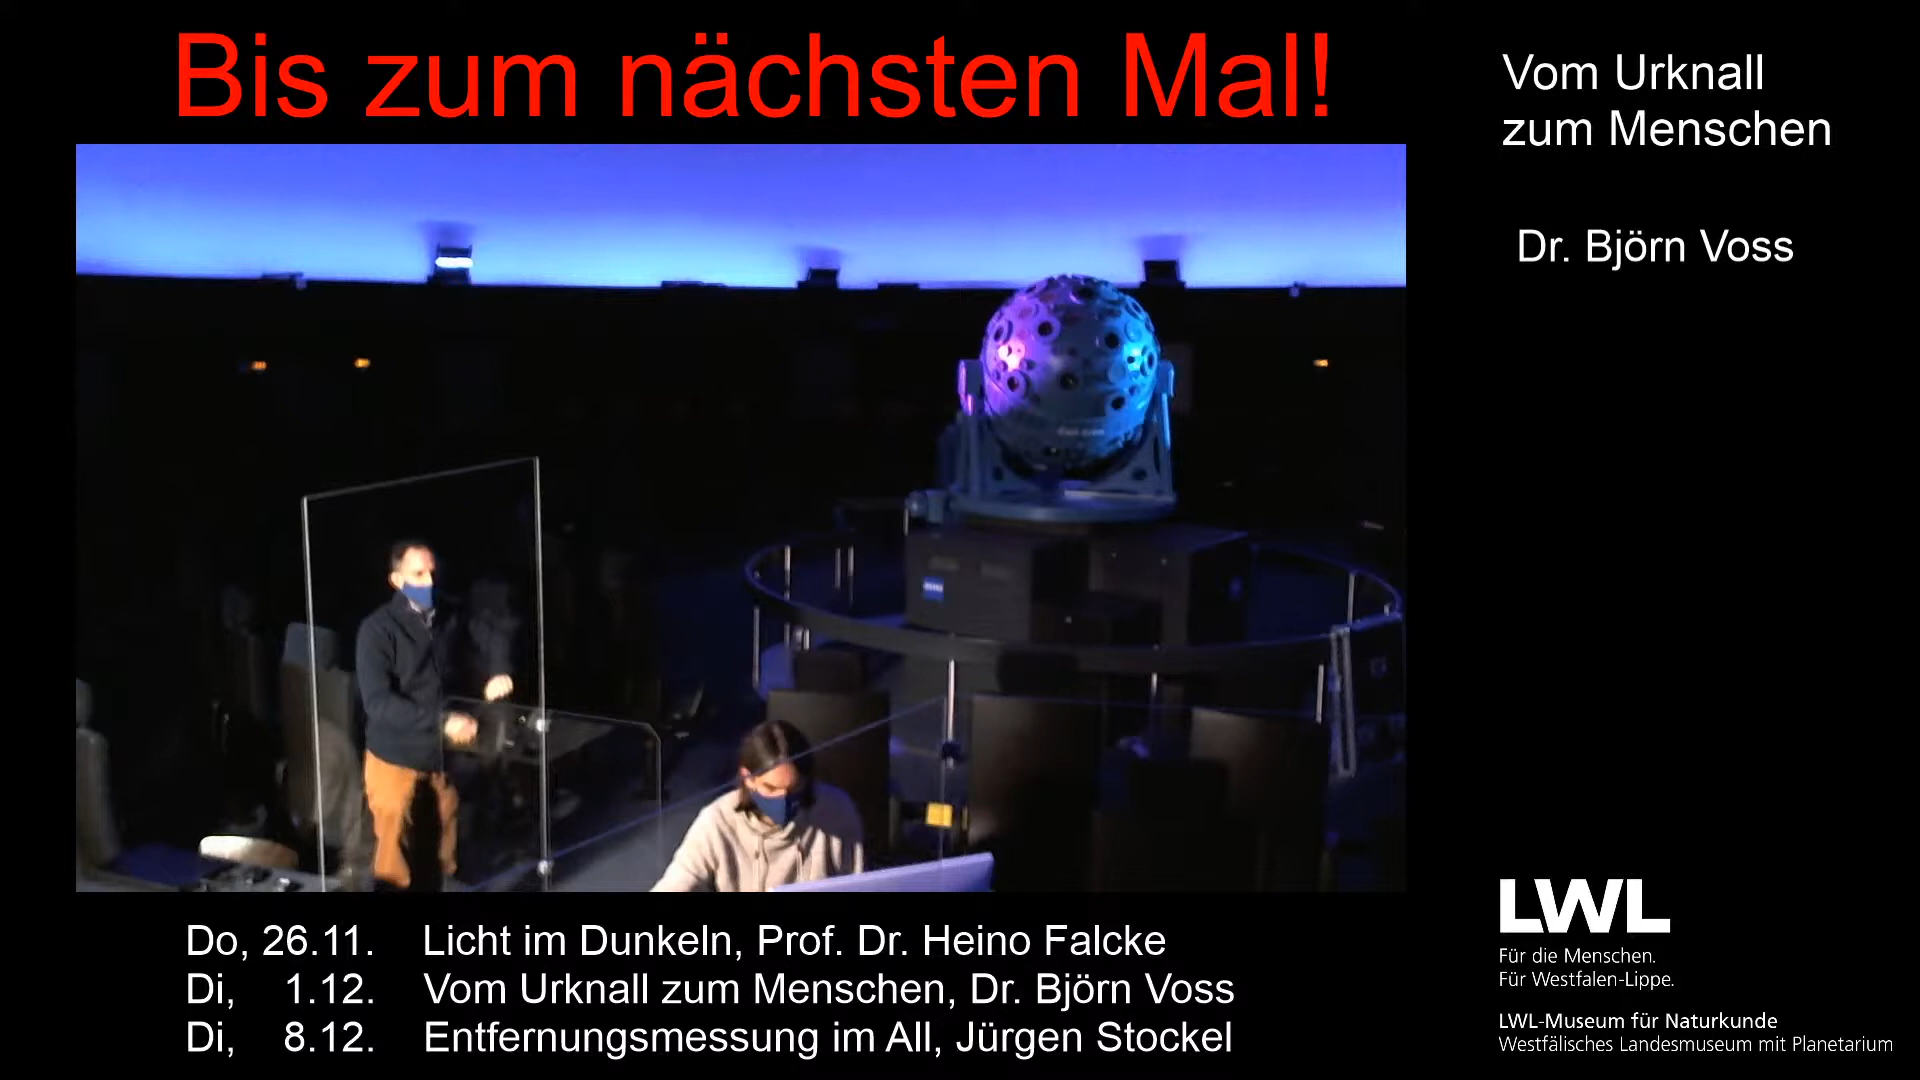 Bis zum nächsten Mal!
Vom Urknall
zum Menschen
Dr. Björn Voss
Do, 26.11. Licht im Dunkeln, Prof. Dr. Heino Falcke
Di, 1.12. Vom Urknall zum Menschen, Dr. Björn Voss
Di, 8.12. Entfernungsmessung im All, Jürgen Stockel
LWL
Für die Menschen.
Für Westfalen-Lippe.
LWL-Museum für Naturkunde
Westfälisches Landesmuseum mit Planetarium